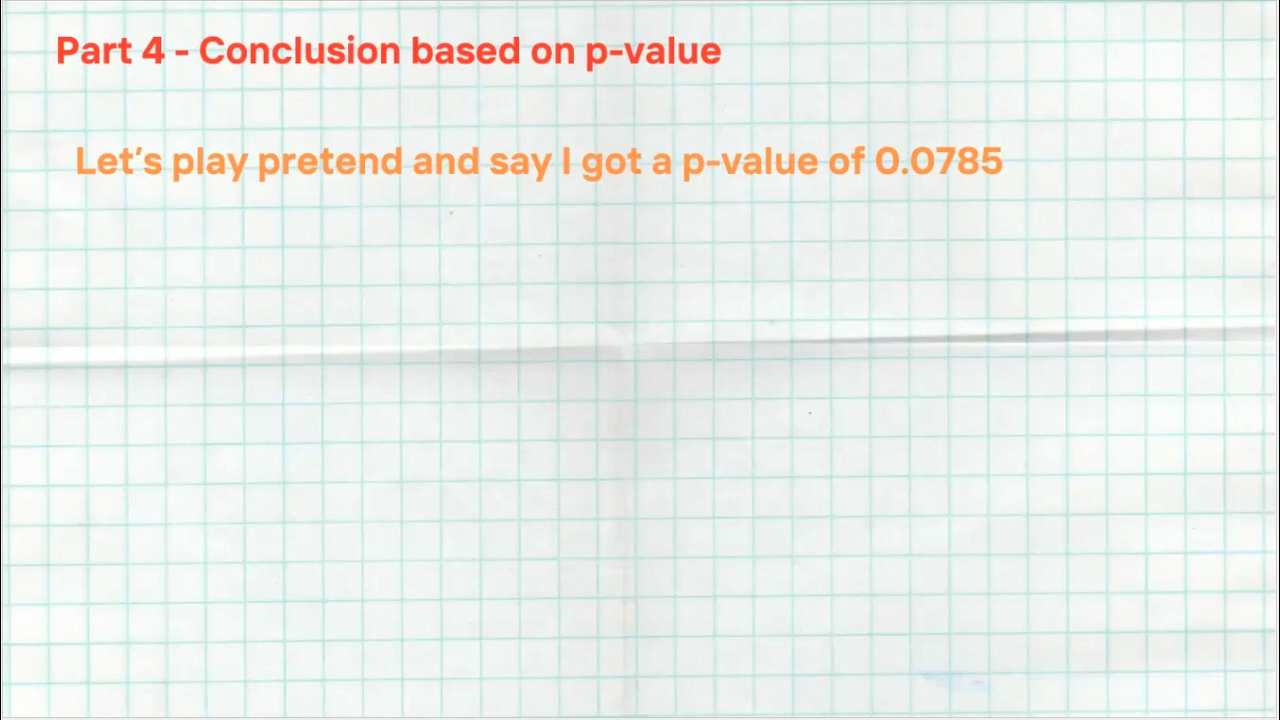 Part 4 - Conclusion based on p-value
Let's play pretend and say I got a p-value of 0.0785